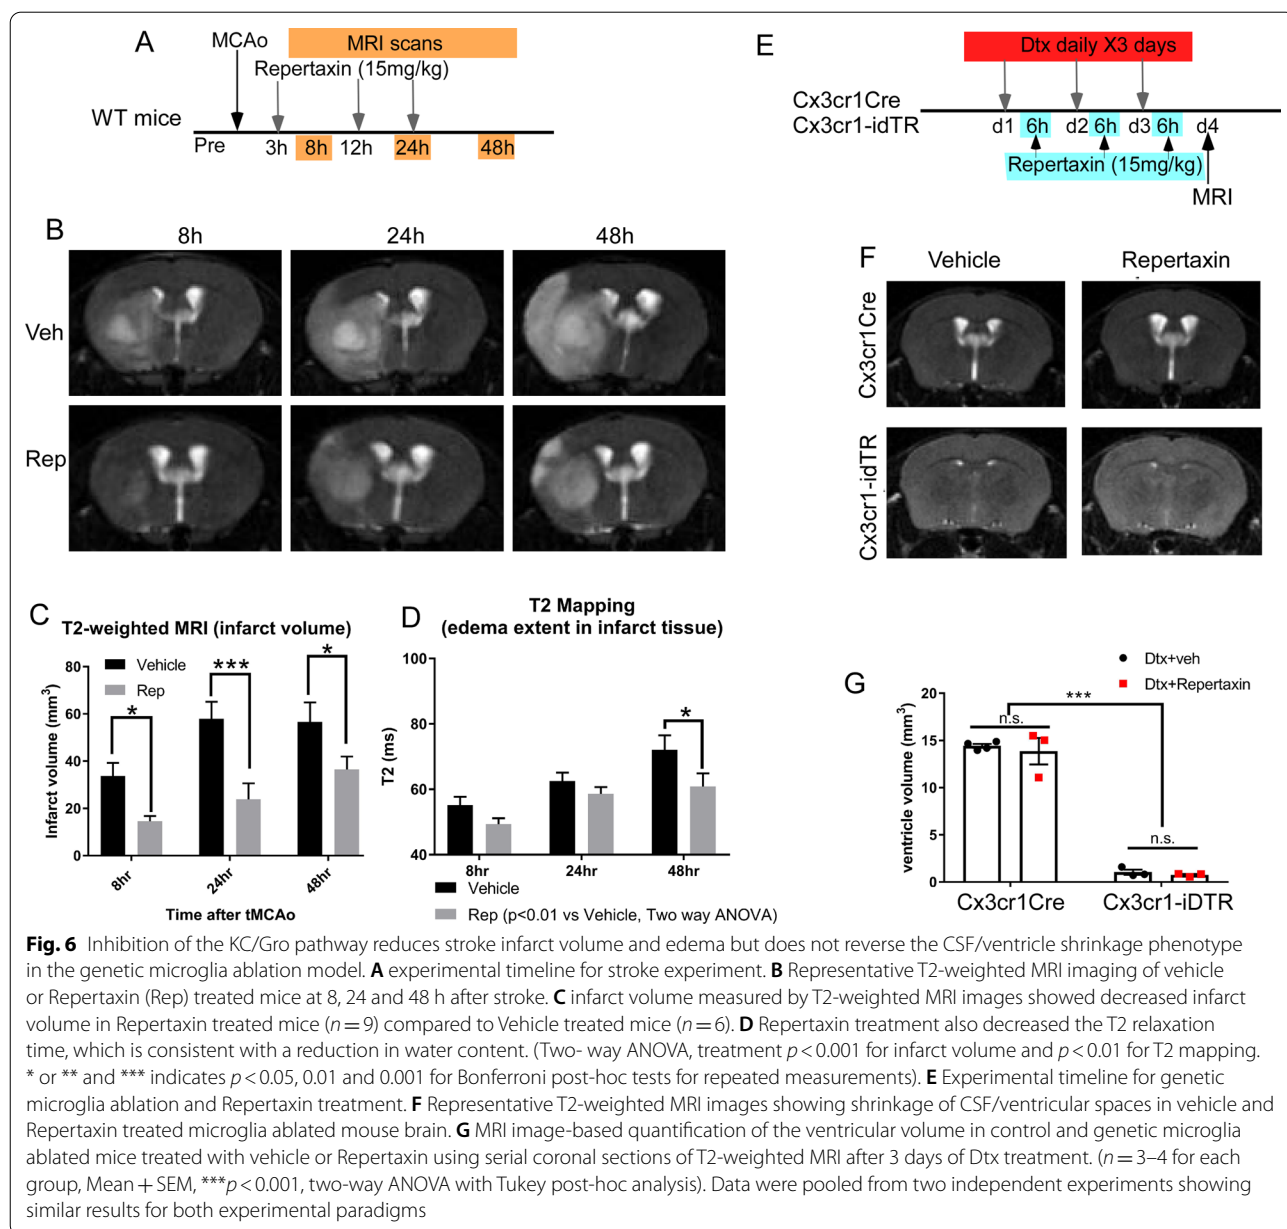 A
MCAo
MRI scans
Repertaxin (15mg/kg)
WT mice
Pre
3h
8h
12h
24h
48h
E
Dtx daily X3 days
Cx3cr1Cre
Cx3cr1-idTR
d1
6h
d2
6h
d3
6h
d4
Repertaxin (15mg/kg)
MRI
B
8h
24h
48h
Veh
Rep
F
Vehicle
Repertaxin
Cx3cr1Cre
Cx3cr1-idTR
C
T2-weighted MRI (infarct volume)
Vehicle
Rep
Infarct volume (mm³)
80
60
40
20
0
*
***
*
8hr
24hr
48hr
Time after tMCAo
D
T2 Mapping
(edema extent in infarct tissue)
T2 (ms)
100
80
60
40
*
8hr
24hr
48hr
Vehicle
Rep (p<0.01 vs Vehicle, Two way ANOVA)
G
Dtx+veh
Dtx+Repertaxin
ventricle volume (mm³)
20
15
10
5
0
n.s.
***
n.s.
Cx3cr1Cre
Cx3cr1-iDTR
Fig. 6 Inhibition of the KC/Gro pathway reduces stroke infarct volume and edema but does not reverse the CSF/ventricle shrinkage phenotype
in the genetic microglia ablation model. A experimental timeline for stroke experiment. B Representative T2-weighted MRI imaging of vehicle
or Repertaxin (Rep) treated mice at 8, 24 and 48 h after stroke. C infarct volume measured by T2-weighted MRI images showed decreased infarct
volume in Repertaxin treated mice (n = 9) compared to Vehicle treated mice (n = 6). D Repertaxin treatment also decreased the T2 relaxation
time, which is consistent with a reduction in water content. (Two- way ANOVA, treatment p < 0.001 for infarct volume and p < 0.01 for T2 mapping.
* or ** and *** indicates p < 0.05, 0.01 and 0.001 for Bonferroni post-hoc tests for repeated measurements). E Experimental timeline for genetic
microglia ablation and Repertaxin treatment. F Representative T2-weighted MRI images showing shrinkage of CSF/ventricular spaces in vehicle and
Repertaxin treated microglia ablated mouse brain. G MRI image-based quantification of the ventricular volume in control and genetic microglia
ablated mice treated with vehicle or Repertaxin using serial coronal sections of T2-weighted MRI after 3 days of Dtx treatment. (n = 3–4 for each
group, Mean + SEM, ***p < 0.001, two-way ANOVA with Tukey post-hoc analysis). Data were pooled from two independent experiments showing
similar results for both experimental paradigms